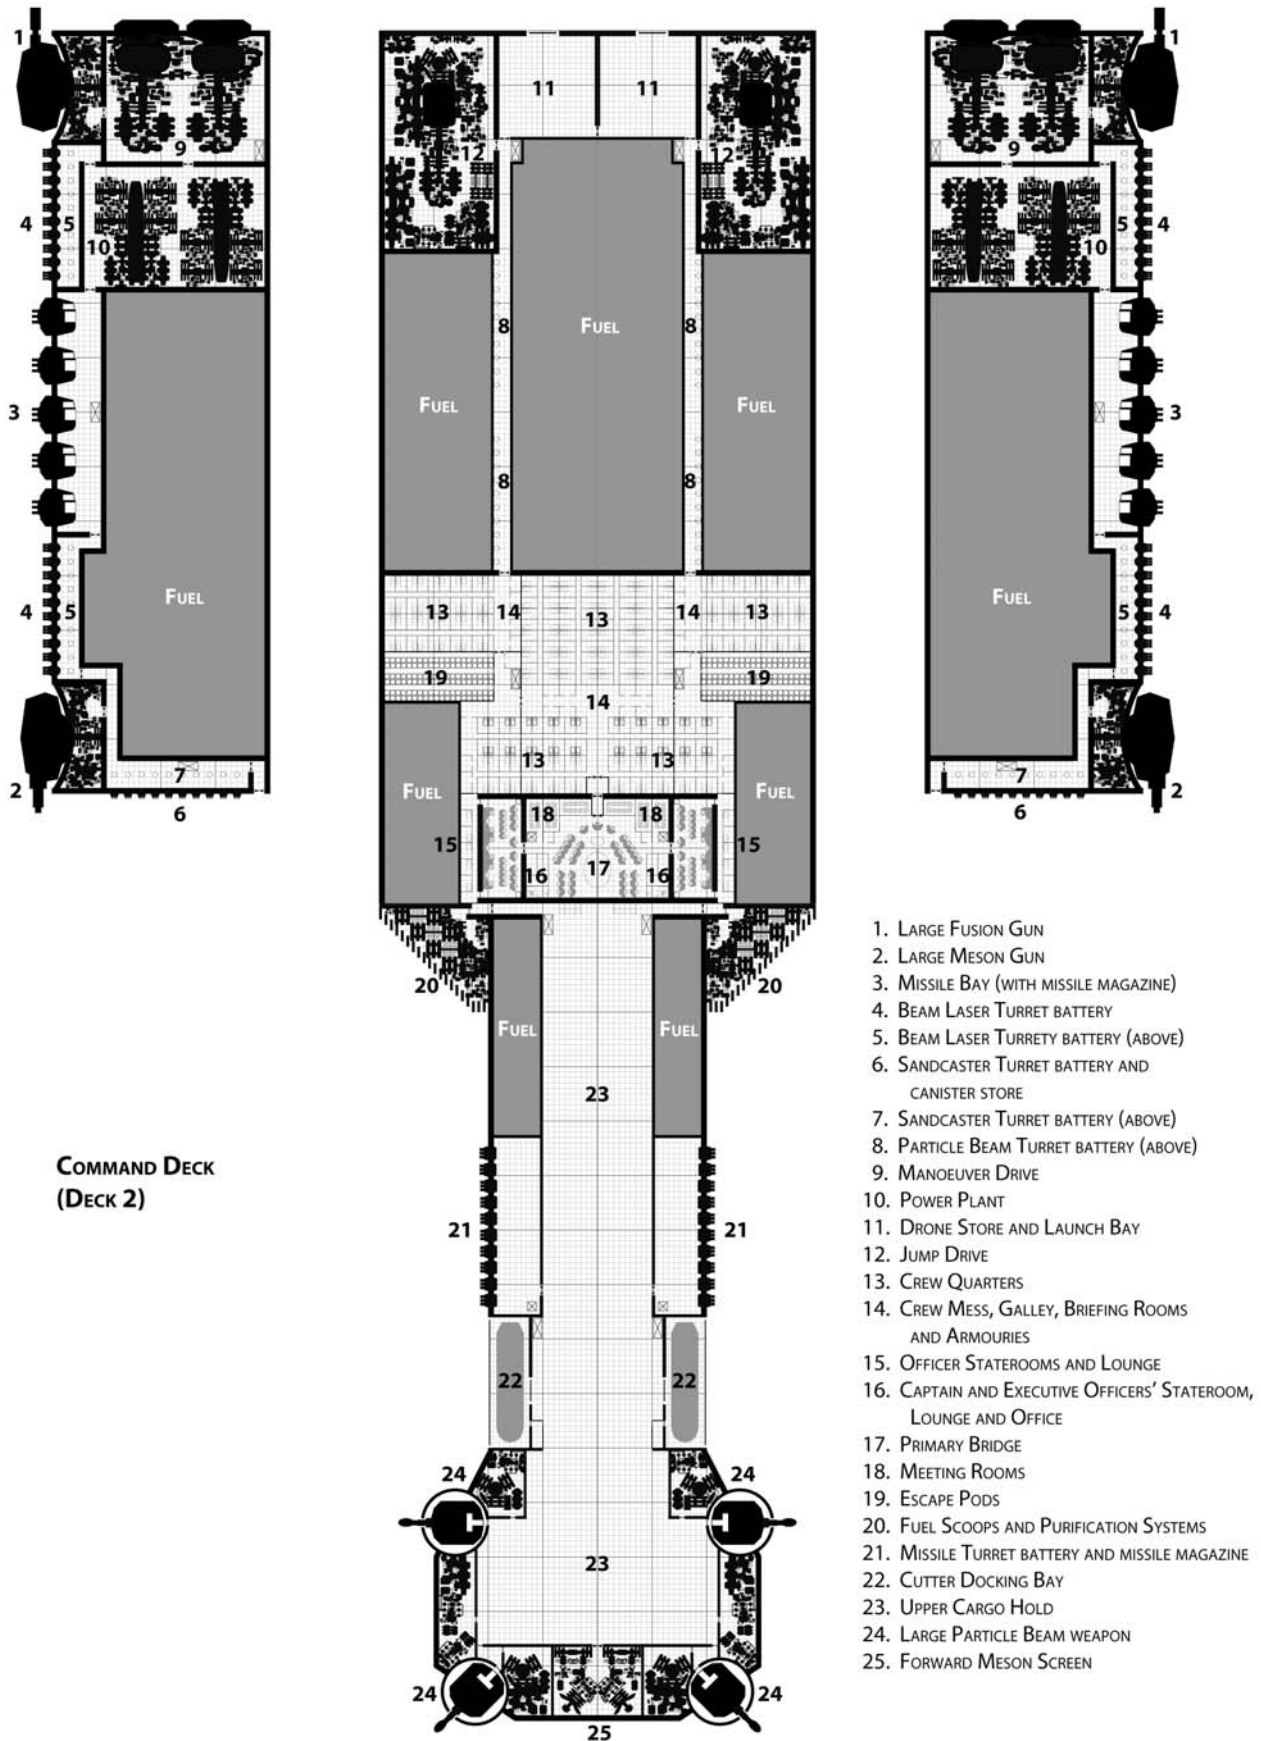 1
1
11
11
12
12
9
9
4
5
10
10
5
4
8
FUEL
8
3
FUEL
FUEL
3
8
8
FUEL
FUEL
4
5
13
14
13
14
13
5
4
19
19
14
13
13
7
7
2
FUEL
FUEL
2
6
18
18
6
15
15
16
17
16
20
20
FUEL
FUEL
23
COMMAND DECK
(DECK 2)
21
21
22
22
24
24
23
24
24
25
1. LARGE FUSION GUN
2. LARGE MESON GUN
3. MISSILE BAY (WITH MISSILE MAGAZINE)
4. BEAM LASER TURRET BATTERY
5. BEAM LASER TURRETY BATTERY (ABOVE)
6. SANDCASTER TURRET BATTERY AND
CANISTER STORE
7. SANDCASTER TURRET BATTERY (ABOVE)
8. PARTICLE BEAM TURRET BATTERY (ABOVE)
9. MANOEUVER DRIVE
10. POWER PLANT
11. DRONE STORE AND LAUNCH BAY
12. JUMP DRIVE
13. CREW QUARTERS
14. CREW MESS, GALLEY, BRIEFING ROOMS
AND ARMOURIES
15. OFFICER STATEROOMS AND LOUNGE
16. CAPTAIN AND EXECUTIVE OFFICERS' STATEROOM,
LOUNGE AND OFFICE
17. PRIMARY BRIDGE
18. MEETING ROOMS
19. ESCAPE PODS
20. FUEL SCOOPS AND PURIFICATION SYSTEMS
21. MISSILE TURRET BATTERY AND MISSILE MAGAZINE
22. CUTTER DOCKING BAY
23. UPPER CARGO HOLD
24. LARGE PARTICLE BEAM WEAPON
25. FORWARD MESON SCREEN